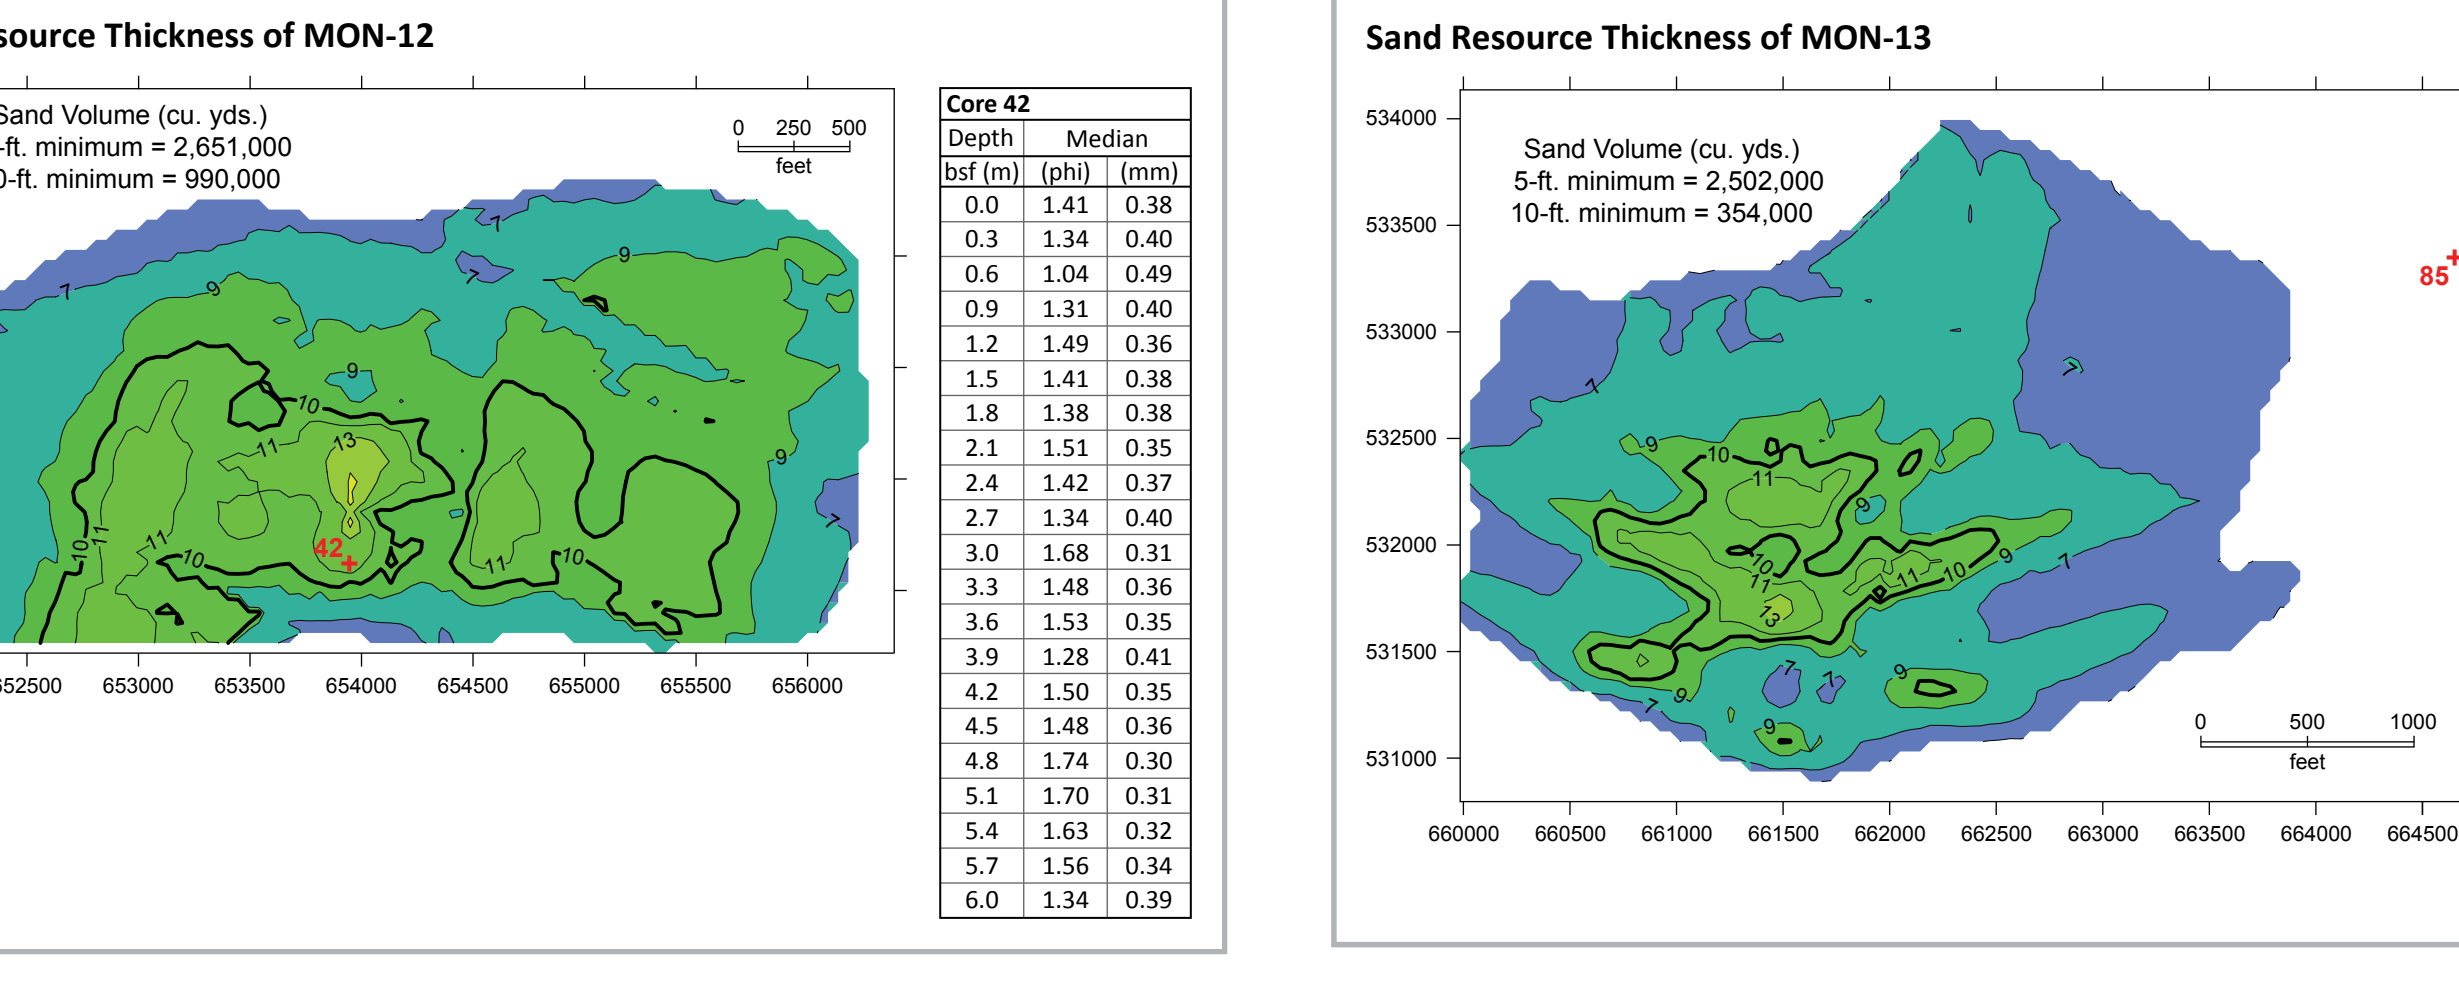 Thickness of MON-12
Sand Volume (cu. yds.)
-ft. minimum = 2,651,000
-ft. minimum = 990,000
0 250 500
feet
7
7
7
9
9
9
9
7
10
13
11
11
10
11
10
42
11
10
652500 653000 653500 654000 654500 655000 655500 656000
Core 42
Depth Median
bsf (m) (phi) (mm)
0.0 1.41 0.38
0.3 1.34 0.40
0.6 1.04 0.49
0.9 1.31 0.40
1.2 1.49 0.36
1.5 1.41 0.38
1.8 1.38 0.38
2.1 1.51 0.35
2.4 1.42 0.37
2.7 1.34 0.40
3.0 1.68 0.31
3.3 1.48 0.36
3.6 1.53 0.35
3.9 1.28 0.41
4.2 1.50 0.35
4.5 1.48 0.36
4.8 1.74 0.30
5.1 1.70 0.31
5.4 1.63 0.32
5.7 1.56 0.34
6.0 1.34 0.39
Sand Resource Thickness of MON-13
Sand Volume (cu. yds.)
5-ft. minimum = 2,502,000
10-ft. minimum = 354,000
534000
533500
533000
532500
532000
531500
531000
85
7
7
9
10
11
9
10
11
13
11
10
9
7
7
7
9
9
7
9
0 500 1000
feet
660000 660500 661000 661500 662000 662500 663000 663500 664000 664500